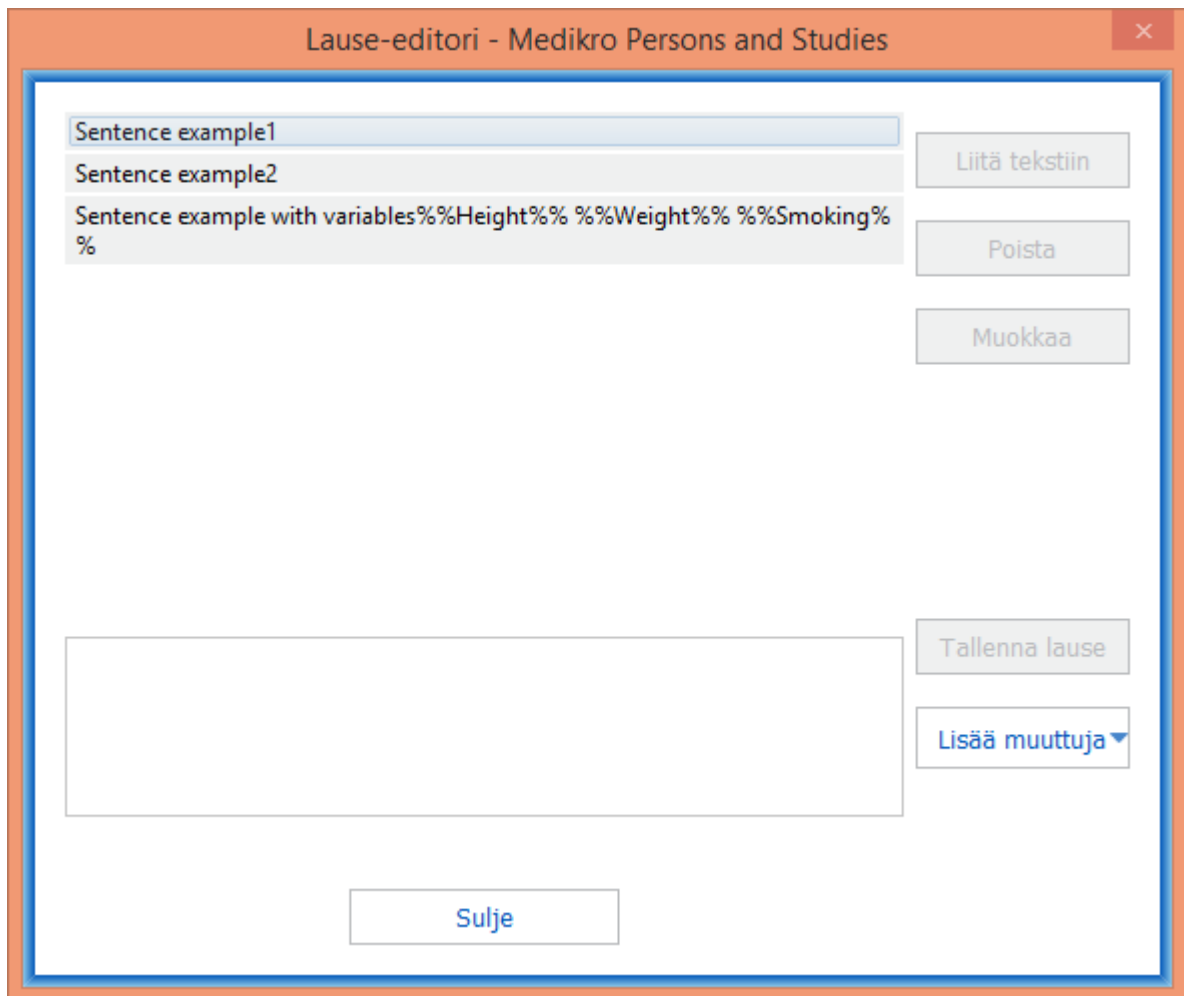 Lause-editori - Medikro Persons and Studies
Sentence example1
Sentence example2
Sentence example with variables%%Height%% %%Weight%% %%Smoking%
%
Liitä tekstiin
Poista
Muokkaa
Tallenna lause
Lisää muuttuja
Sulje